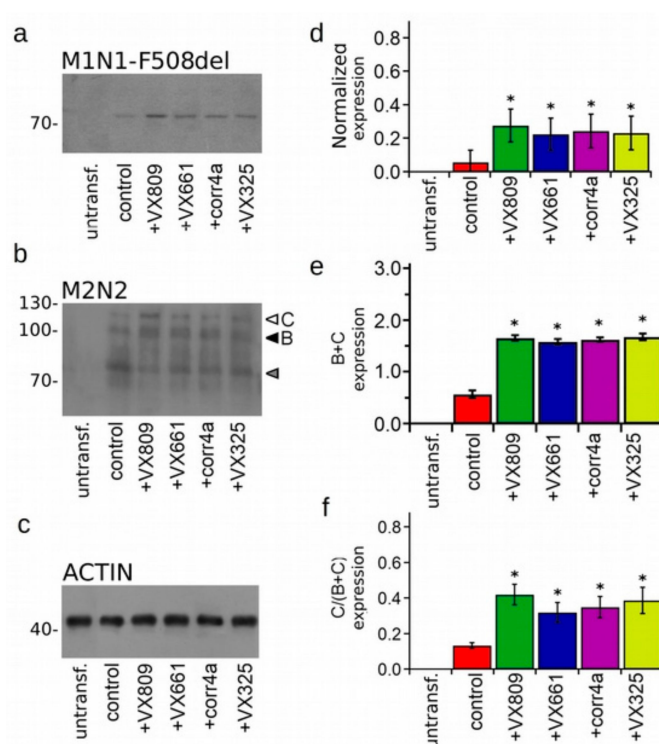 a
M1N1-F508del
70-
untransf.
control
+VX809
+VX661
+corr4a
+VX325
b
M2N2
130-
100-
70-
C
B
untransf.
control
+VX809
+VX661
+corr4a
+VX325
c
ACTIN
40-
untransf.
control
+VX809
+VX661
+corr4a
+VX325
d
Normalized
expression
0.8
0.6
0.4
0.2
0.0
* * * *
untransf.
control
+VX809
+VX661
+corr4a
+VX325
e
B+C
expression
3.0
2.0
1.0
0.0
* * * *
untransf.
control
+VX809
+VX661
+corr4a
+VX325
f
C/(B+C)
expression
0.8
0.6
0.4
0.2
0.0
* * * *
untransf.
control
+VX809
+VX661
+corr4a
+VX325